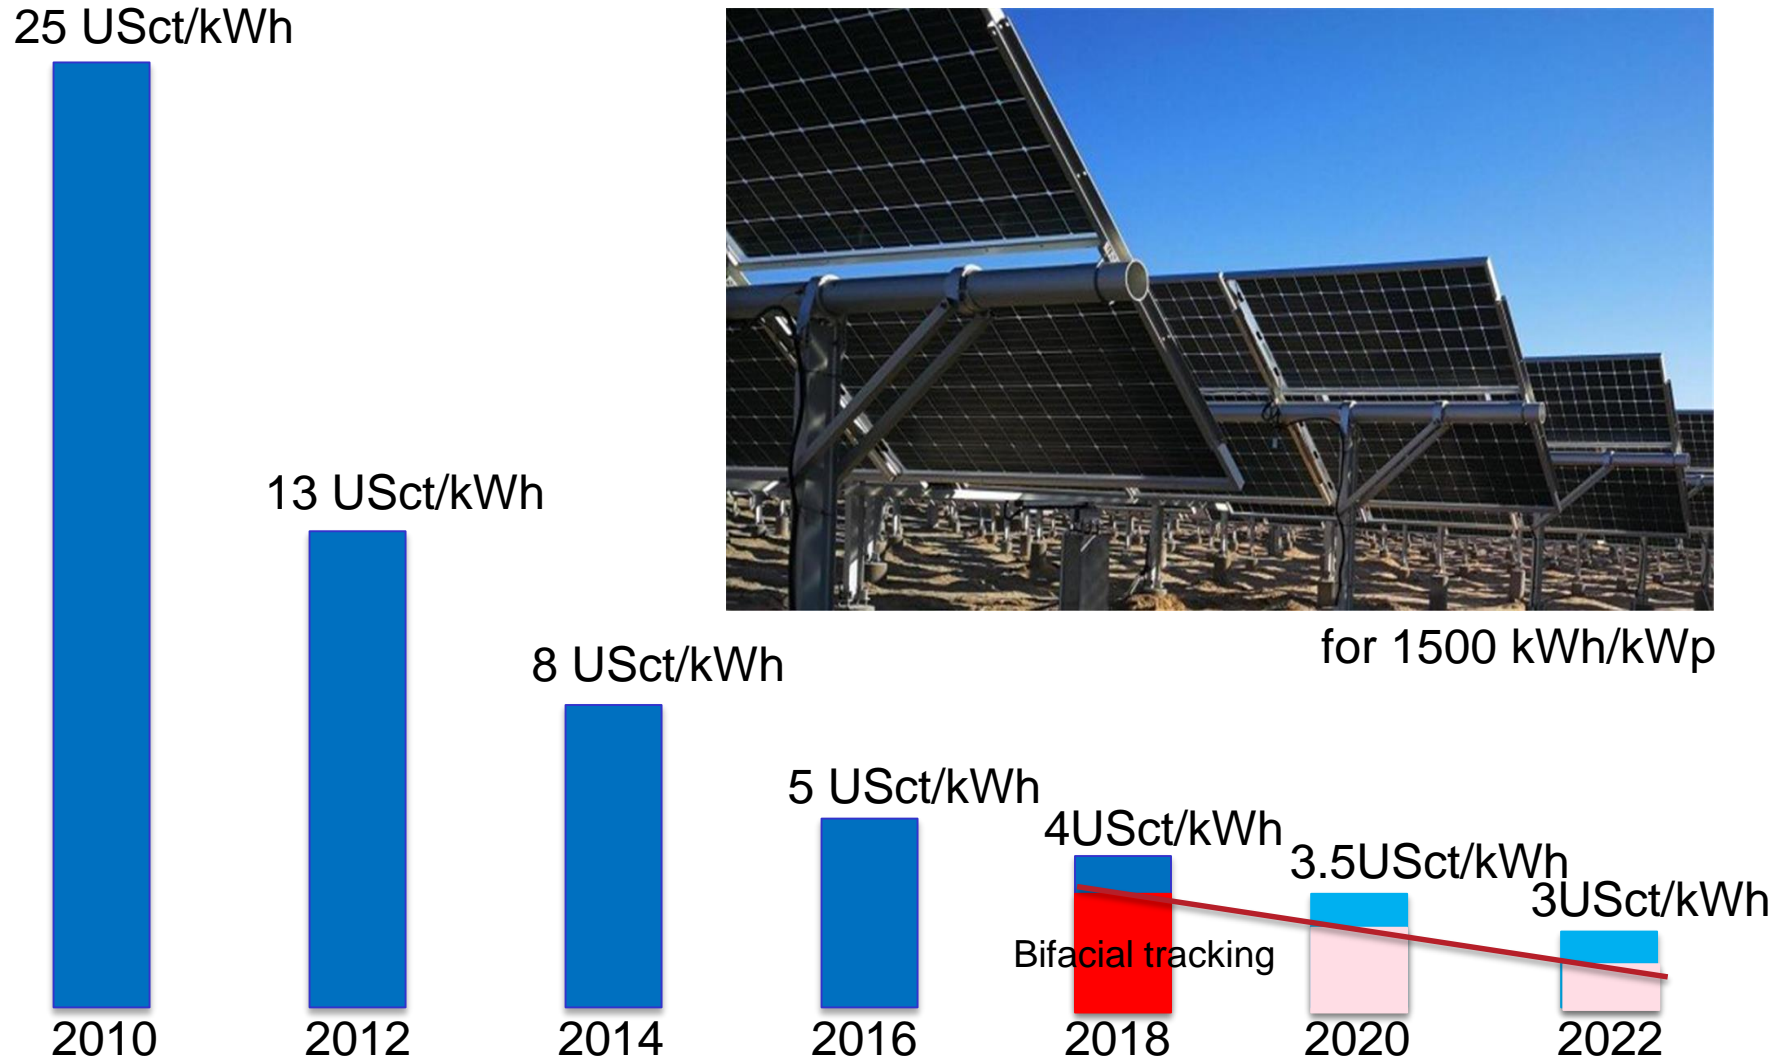 25 USct/kWh
13 USct/kWh
for 1500 kWh/kWp
8 USct/kWh
5 USct/kWh
4USct/kWh
3.5USct/kWh
3USct/kWh
Bifacial tracking
2010
2012
2014
2016
2018
2020
2022